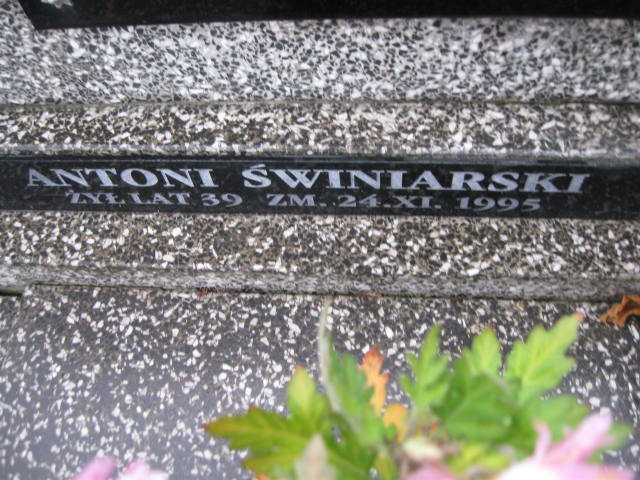 ANTONI ŚWINIARSKI
ŻYŁ LAT 39 ZM. 24.XI. 1995